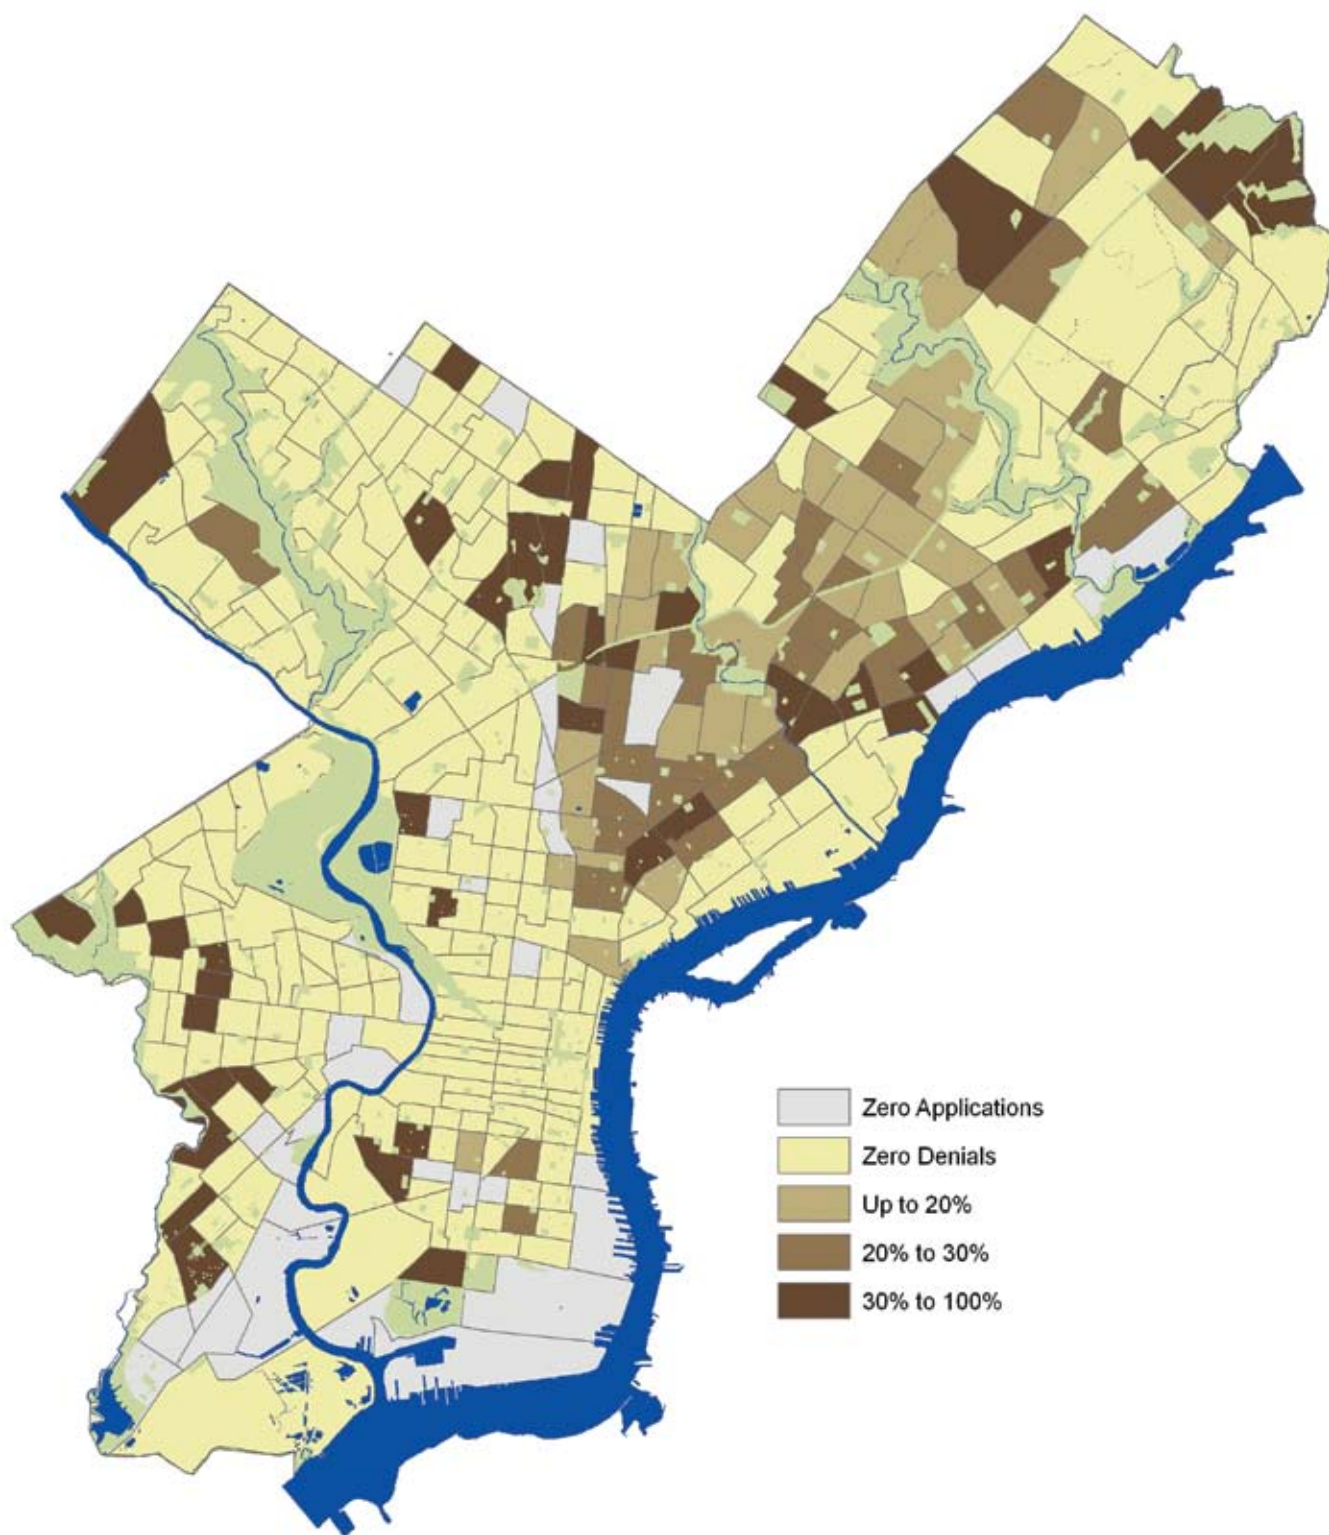 Zero Applications
Zero Denials
Up to 20%
20% to 30%
30% to 100%